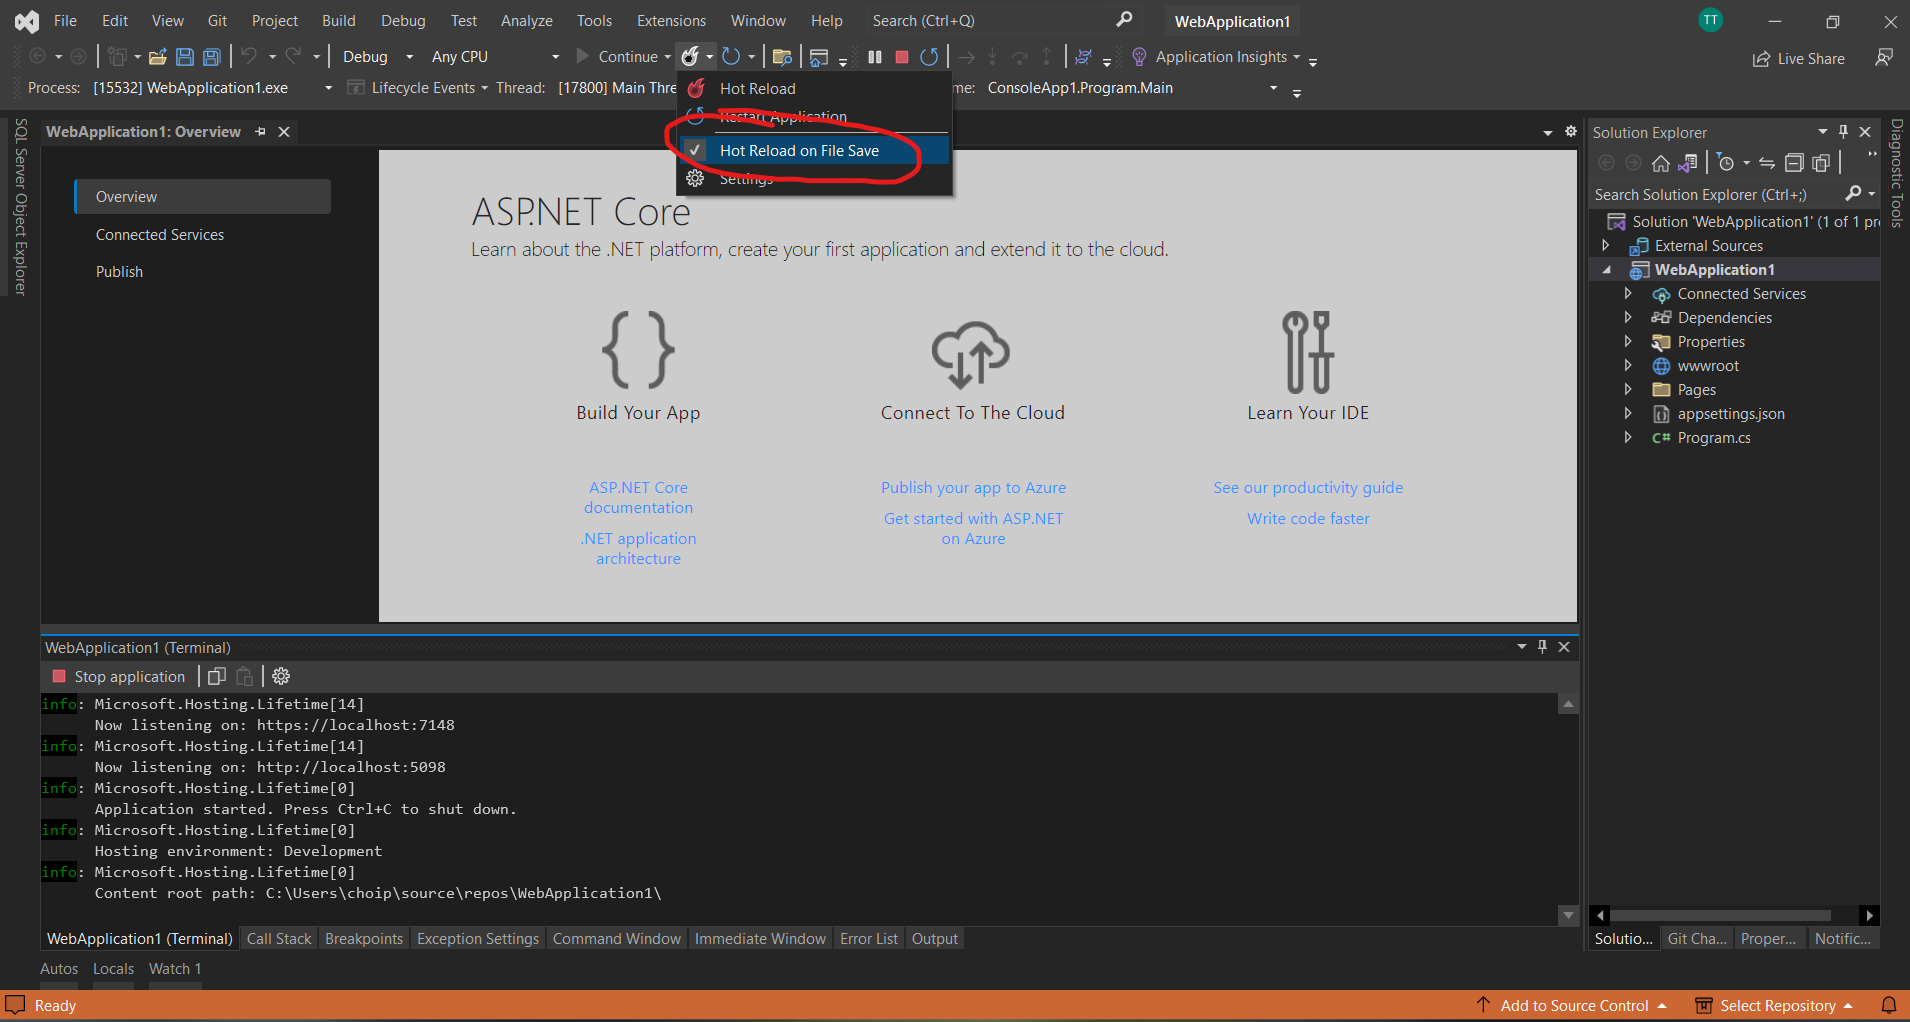 File Edit View Git Project Build Debug Test Analyze Tools Extensions Window Help Search (Ctrl+Q) WebApplication1 TT
Debug Any CPU Continue Application Insights Live Share
Process: [15532] WebApplication1.exe Lifecycle Events Thread: [17800] Main Thre me: ConsoleApp1.Program.Main
Hot Reload
Restart Application
Hot Reload on File Save
Settings
SQL Server Object Explorer
WebApplication1: Overview
Overview
Connected Services
Publish
ASP.NET Core
Learn about the .NET platform, create your first application and extend it to the cloud.
Build Your App
ASP.NET Core
documentation
.NET application
architecture
Connect To The Cloud
Publish your app to Azure
Get started with ASP.NET
on Azure
Learn Your IDE
See our productivity guide
Write code faster
Solution Explorer
Search Solution Explorer (Ctrl+;)
Solution 'WebApplication1' (1 of 1 pr
External Sources
WebApplication1
Connected Services
Dependencies
Properties
wwwroot
Pages
appsettings.json
C# Program.cs
Diagnostic Tools
WebApplication1 (Terminal)
Stop application
info: Microsoft.Hosting.Lifetime[14]
Now listening on: https://localhost:7148
info: Microsoft.Hosting.Lifetime[14]
Now listening on: http://localhost:5098
info: Microsoft.Hosting.Lifetime[0]
Application started. Press Ctrl+C to shut down.
info: Microsoft.Hosting.Lifetime[0]
Hosting environment: Development
info: Microsoft.Hosting.Lifetime[0]
Content root path: C:\Users\choip\source\repos\WebApplication1\
WebApplication1 (Terminal) Call Stack Breakpoints Exception Settings Command Window Immediate Window Error List Output
Solutio... Git Cha... Proper... Notific...
Autos Locals Watch 1
Ready Add to Source Control Select Repository